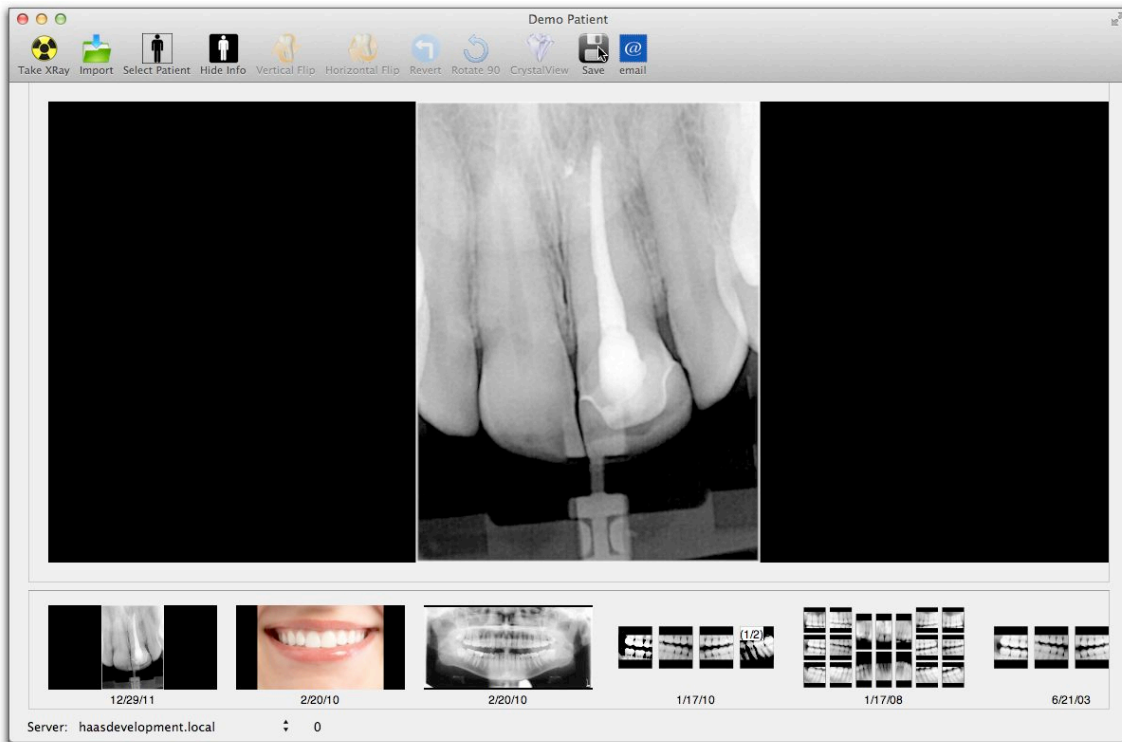 Demo Patient
Take XRay Import Select Patient Hide Info Vertical Flip Horizontal Flip Revert Rotate 90 CrystalView Save email
(1/2)
12/29/11 2/20/10 2/20/10 1/17/10 1/17/08 6/21/03
Server: haasdevelopment.local 0